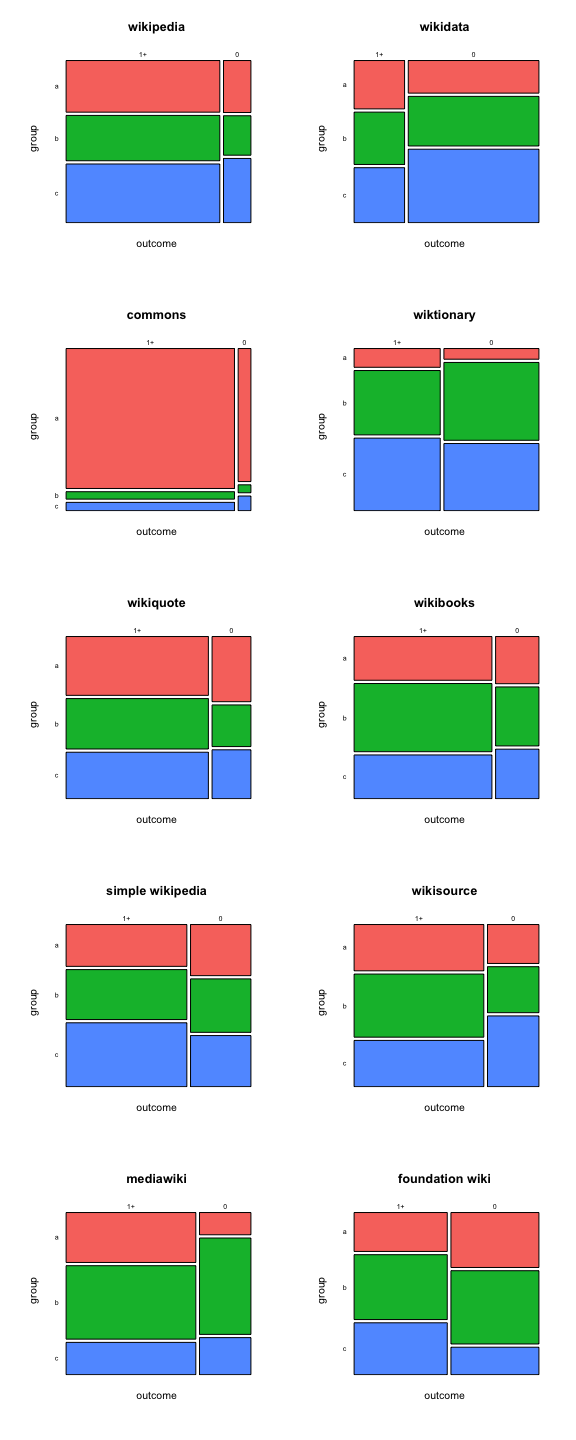 wikipedia
1+ 0
a
b
c
group
outcome
wikidata
1+ 0
a
b
c
group
outcome
commons
1+ 0
a
b
c
group
outcome
wiktionary
1+ 0
a
b
c
group
outcome
wikiquote
1+ 0
a
b
c
group
outcome
wikibooks
1+ 0
a
b
c
group
outcome
simple wikipedia
1+ 0
a
b
c
group
outcome
wikisource
1+ 0
a
b
c
group
outcome
mediawiki
1+ 0
a
b
c
group
outcome
foundation wiki
1+ 0
a
b
c
group
outcome